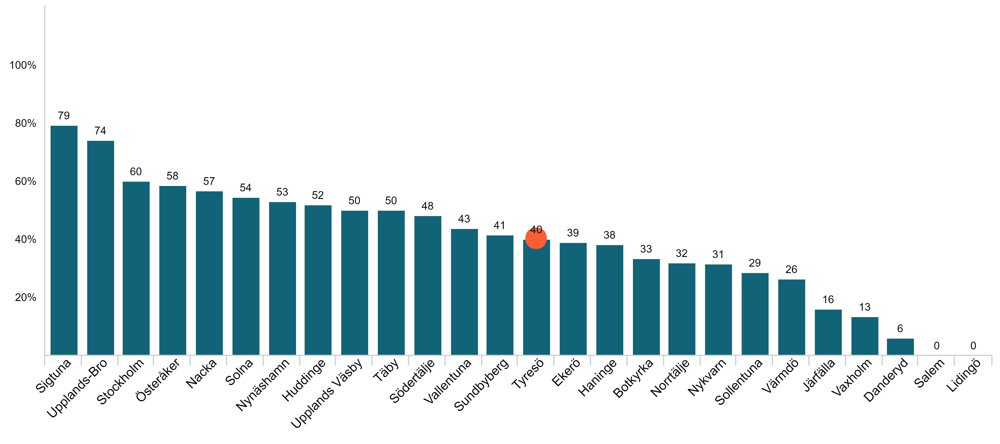 100%
80%
60%
40%
20%
79
74
60
58
57
54
53
52
50
50
48
43
41
40
39
38
33
32
31
29
26
16
13
6
0
0
Sigtuna
Upplands-Bro
Stockholm
Österåker
Nacka
Solna
Nynäshamn
Huddinge
Upplands Väsby
Täby
Södertälje
Vallentuna
Sundbyberg
Tyresö
Ekerö
Haninge
Botkyrka
Norrtälje
Nykvarn
Sollentuna
Värmdö
Järfälla
Vaxholm
Danderyd
Salem
Lidingö